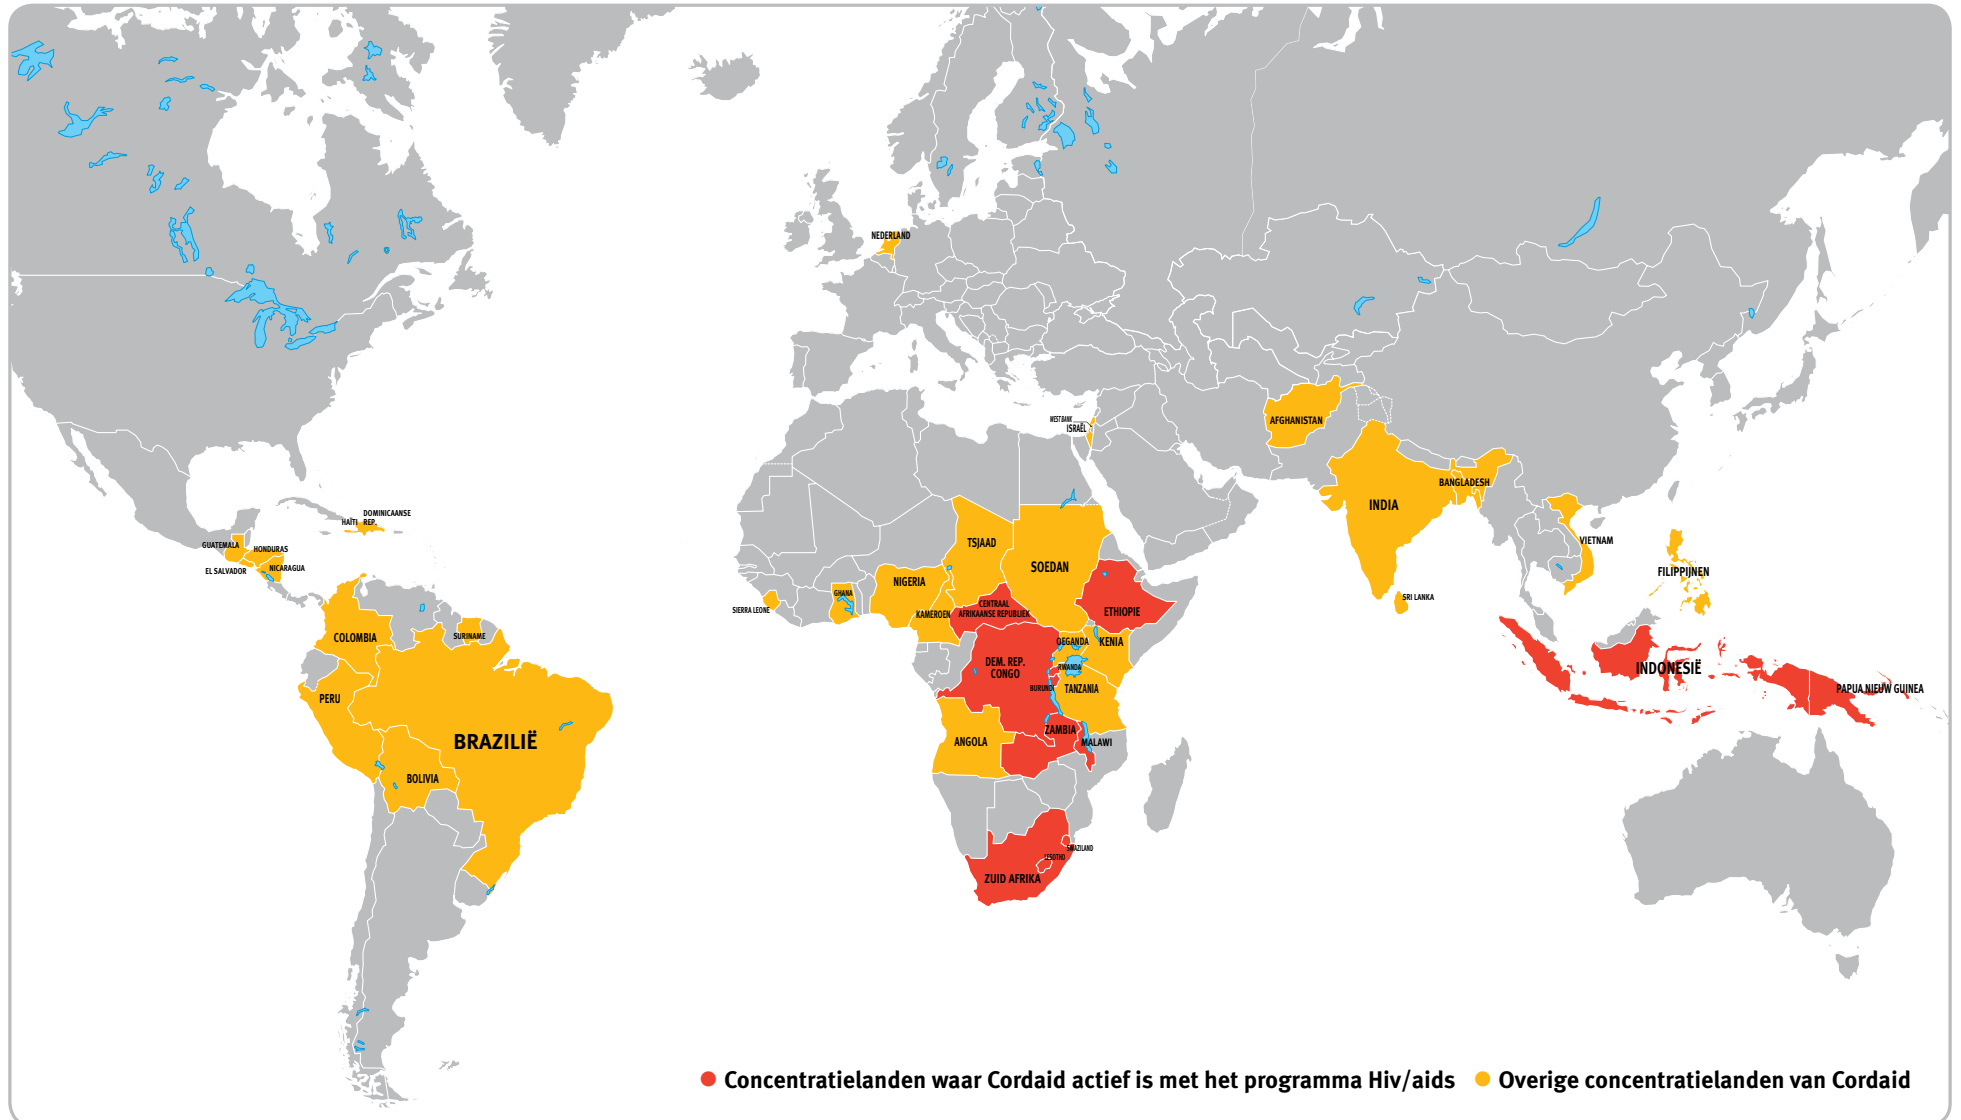 NEDERLAND
WESTBANK
ISRAËL
AFGHANISTAN
BANGLADESH
INDIA
DOMINICAANSE
HAÏTI REP.
GUATEMALA
HONDURAS
EL SALVADOR
NICARAGUA
TSJAAD
SOEDAN
VIETNAM
FILIPPIJNEN
NIGERIA
GHANA
SIERRA LEONE
KAMEROEN
CENTRAAL
AFRIKAANSE REPUBLIEK
ETHIOPIE
SRI LANKA
COLOMBIA
SURINAME
OEGANDA
KENIA
DEM. REP.
CONGO
RWANDA
BURUNDI
TANZANIA
INDONESIË
PAPUA NIEUW GUINEA
PERU
BRAZILIË
ANGOLA
ZAMBIA
MALAWI
BOLIVIA
SWAZILAND
LESOTHO
ZUID AFRIKA
Concentratielanden waar Cordaid actief is met het programma Hiv/aids
Overige concentratielanden van Cordaid